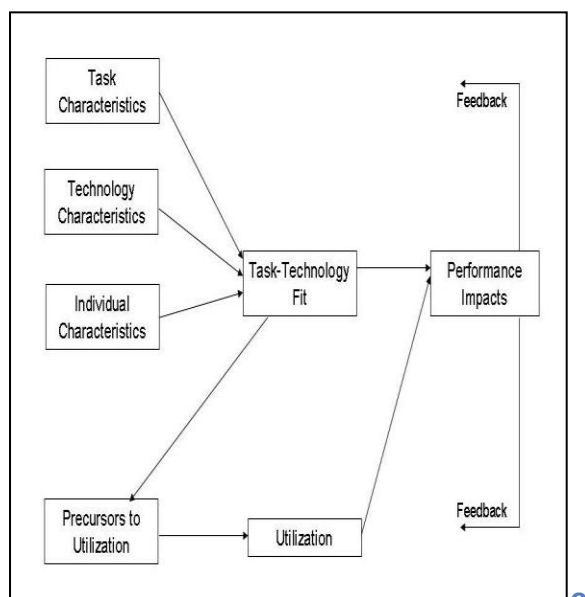 Task
Characteristics
Feedback
Technology
Characteristics
Task-Technology
Fit
Performance
Impacts
Individual
Characteristics
Precursors to
Utilization
Utilization
Feedback